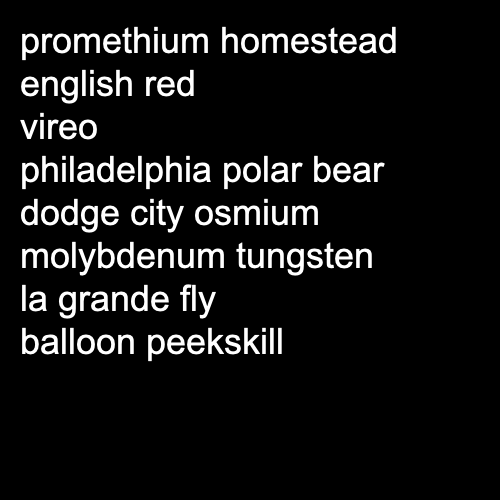 promethium homestead
english red
vireo
philadelphia polar bear
dodge city osmium
molybdenum tungsten
la grande fly
balloon peekskill